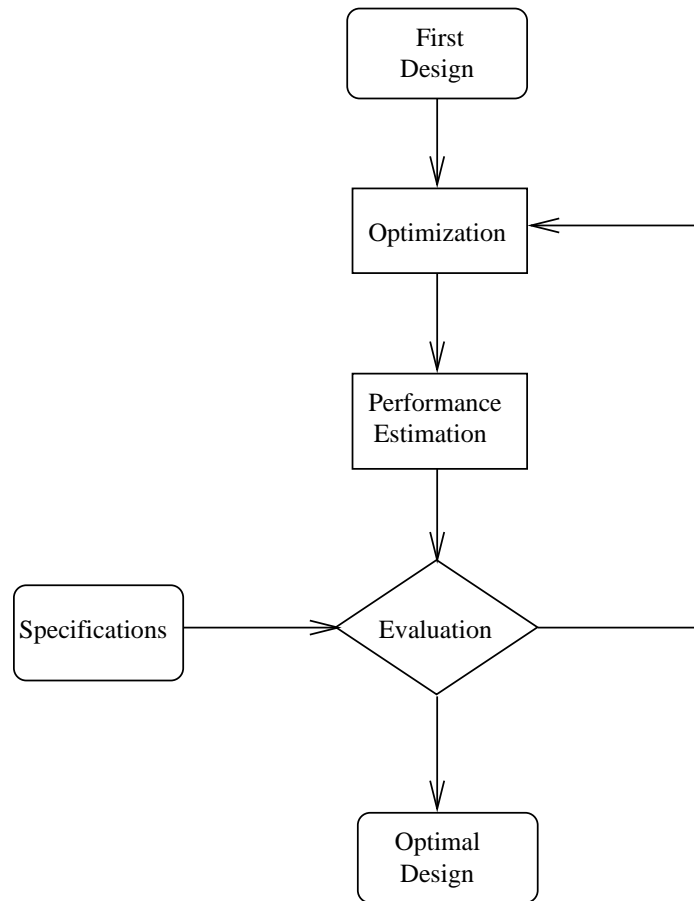 First
Design
Optimization
Performance
Estimation
Specifications
Evaluation
Optimal
Design